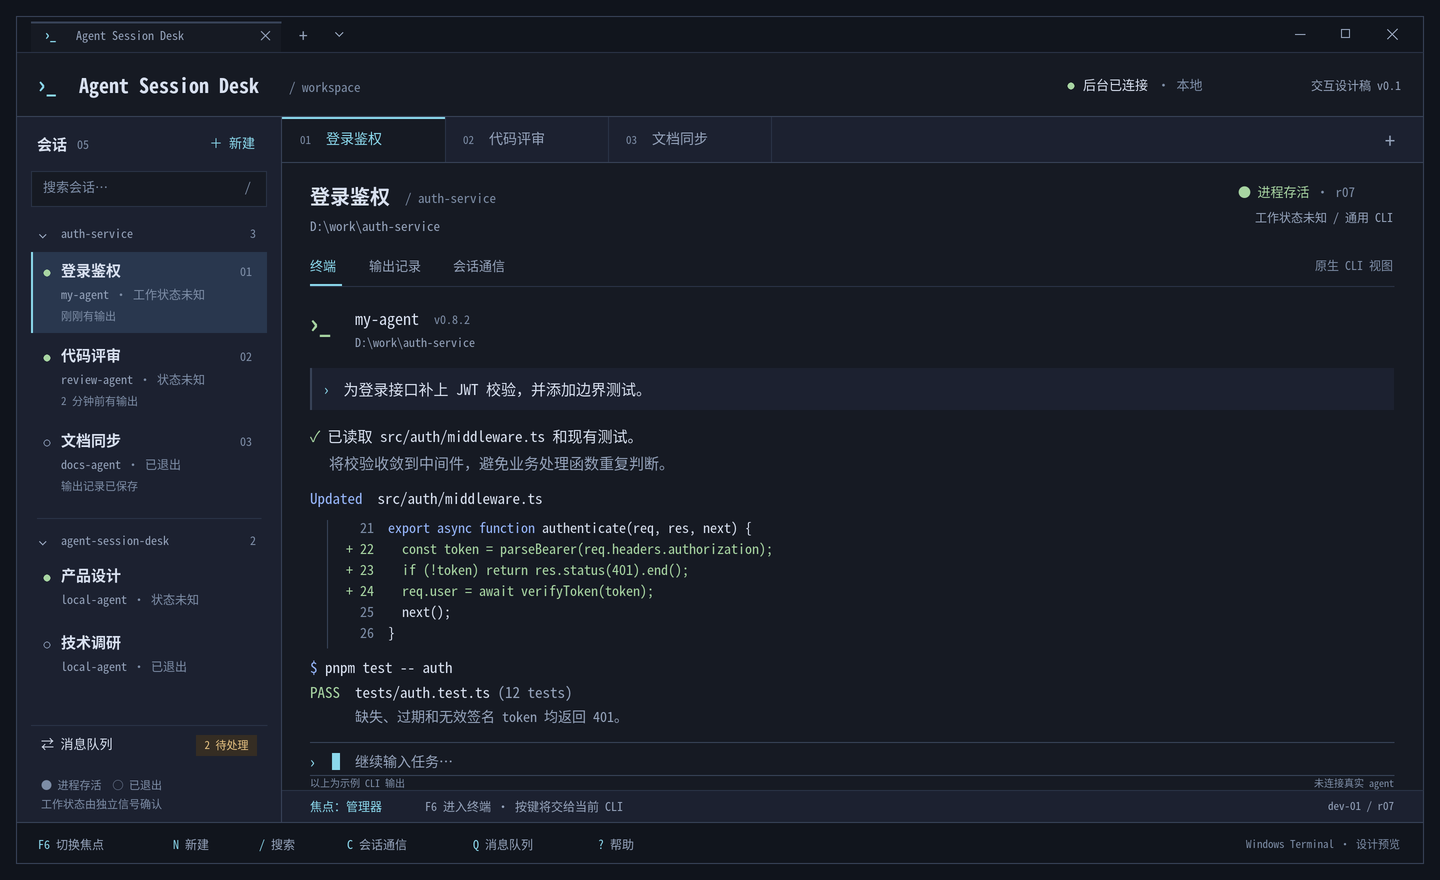 ›_ Agent Session Desk × + ⌄
›_ Agent Session Desk / workspace
● 后台已连接 · 本地
交互设计稿 v0.1
会话 05 + 新建
搜索会话… /
auth-service 3
登录鉴权 01
my-agent · 工作状态未知
刚刚有输出
代码评审 02
review-agent · 状态未知
2 分钟前有输出
文档同步 03
docs-agent · 已退出
输出记录已保存
agent-session-desk 2
产品设计
local-agent · 状态未知
技术调研
local-agent · 已退出
⇄ 消息队列 2 待处理
● 进程存活 ○ 已退出
工作状态由独立信号确认
01 登录鉴权 02 代码评审 03 文档同步 +
登录鉴权 / auth-service
D:\work\auth-service
● 进程存活 · r07
工作状态未知 / 通用 CLI
终端 输出记录 会话通信 原生 CLI 视图
›_ my-agent v0.8.2
D:\work\auth-service
› 为登录接口补上 JWT 校验，并添加边界测试。
✓ 已读取 src/auth/middleware.ts 和现有测试。
将校验收敛到中间件，避免业务处理函数重复判断。
Updated src/auth/middleware.ts
21 export async function authenticate(req, res, next) {
+ 22 const token = parseBearer(req.headers.authorization);
+ 23 if (!token) return res.status(401).end();
+ 24 req.user = await verifyToken(token);
25 next();
26 }
$ pnpm test -- auth
PASS tests/auth.test.ts (12 tests)
缺失、过期和无效签名 token 均返回 401。
› 继续输入任务…
以上为示例 CLI 输出 未连接真实 agent
焦点：管理器 F6 进入终端 · 按键将交给当前 CLI dev-01 / r07
F6 切换焦点 N 新建 / 搜索 C 会话通信 Q 消息队列 ? 帮助 Windows Terminal · 设计预览